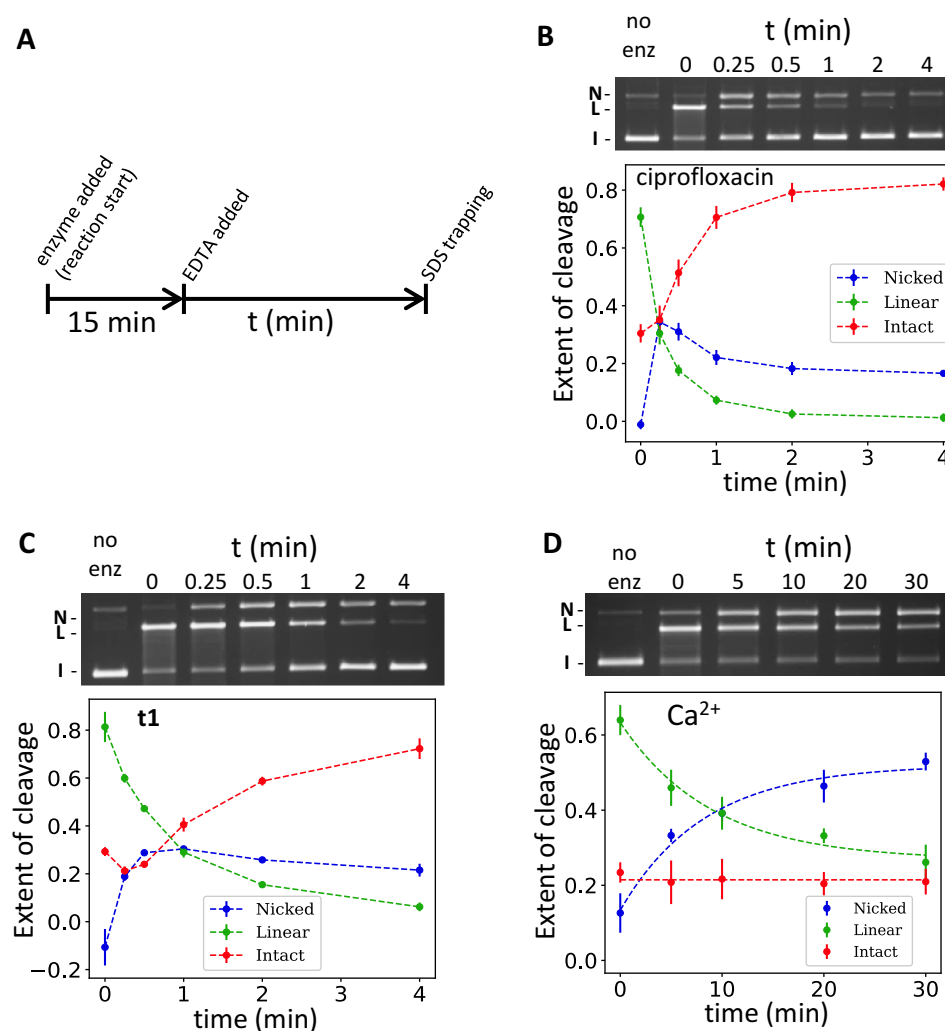 A
enzyme added
(reaction start)
EDTA added
SDS trapping
15 min
t (min)
B
no
enz
t (min)
0 0.25 0.5 1 2 4
N -
L -
I -
ciprofloxacin
Extent of cleavage
0.8
0.6
0.4
0.2
0.0
Nicked
Linear
Intact
0 1 2 3 4
time (min)
C
no
enz
t (min)
0 0.25 0.5 1 2 4
N -
L -
I -
t1
Extent of cleavage
0.8
0.6
0.4
0.2
0.0
−0.2
Nicked
Linear
Intact
0 1 2 3 4
time (min)
D
no
enz
t (min)
0 5 10 20 30
N -
L -
I -
Ca²⁺
Extent of cleavage
0.6
0.4
0.2
0.0
Nicked
Linear
Intact
0 10 20 30
time (min)